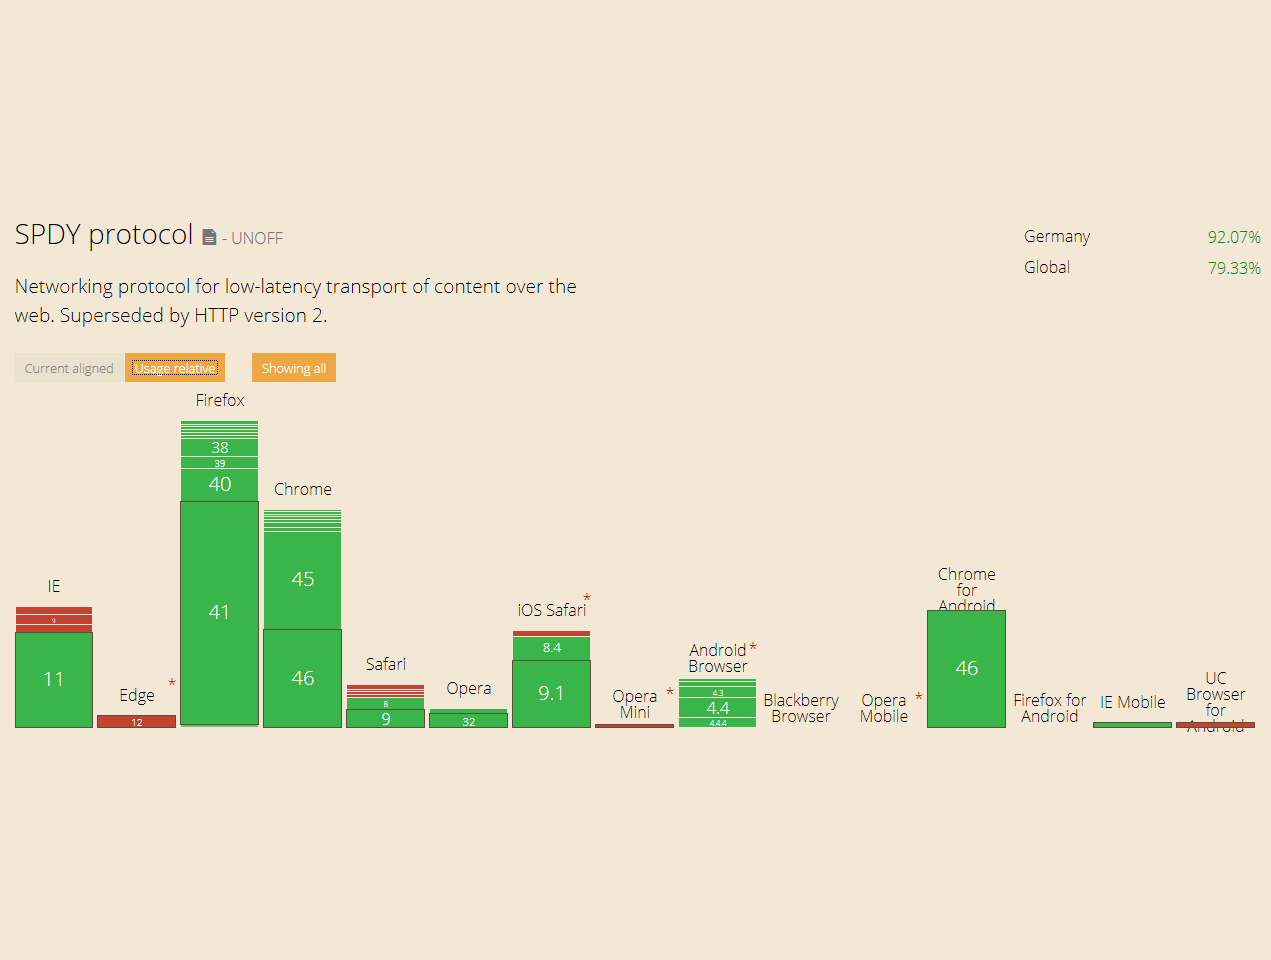 SPDY protocol - UNOFF
Germany 92.07%
Global 79.33%
Networking protocol for low-latency transport of content over the
web. Superseded by HTTP version 2.
Current aligned Usage relative Showing all
IE
9
11
Edge *
12
Firefox
38
39
40
41
Chrome
45
46
Safari
8
9
Opera
32
iOS Safari *
8.4
9.1
Opera *
Mini
Android *
Browser
4.3
4.4
4.4.4
Blackberry
Browser
Opera *
Mobile
Chrome
for
Android
46
Firefox for
Android
IE Mobile
UC
Browser
for
Android